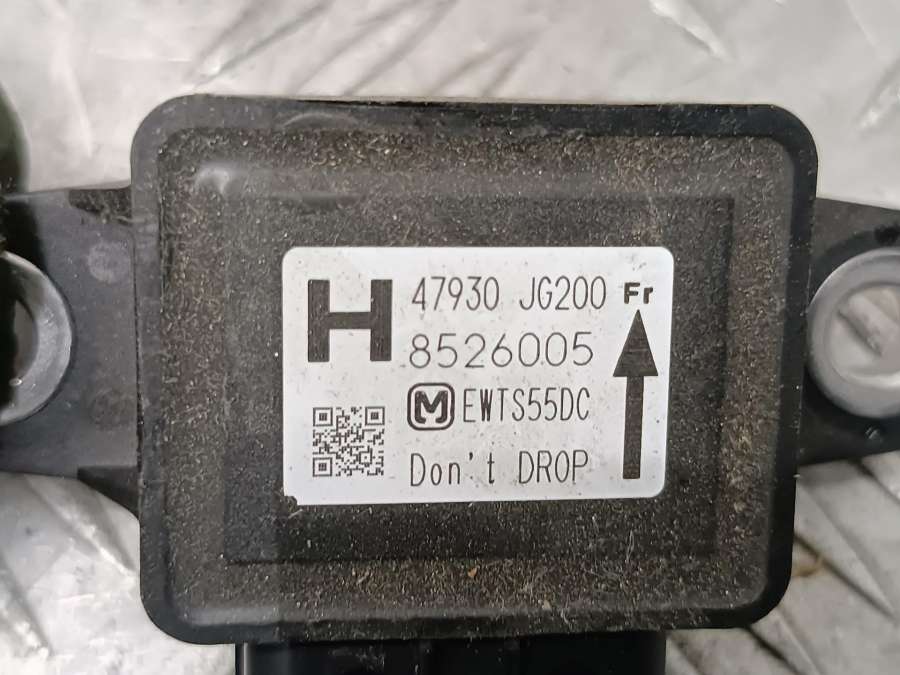 H 47930 JG200 Fr
8526005
M EWTS55DC
Don't DROP